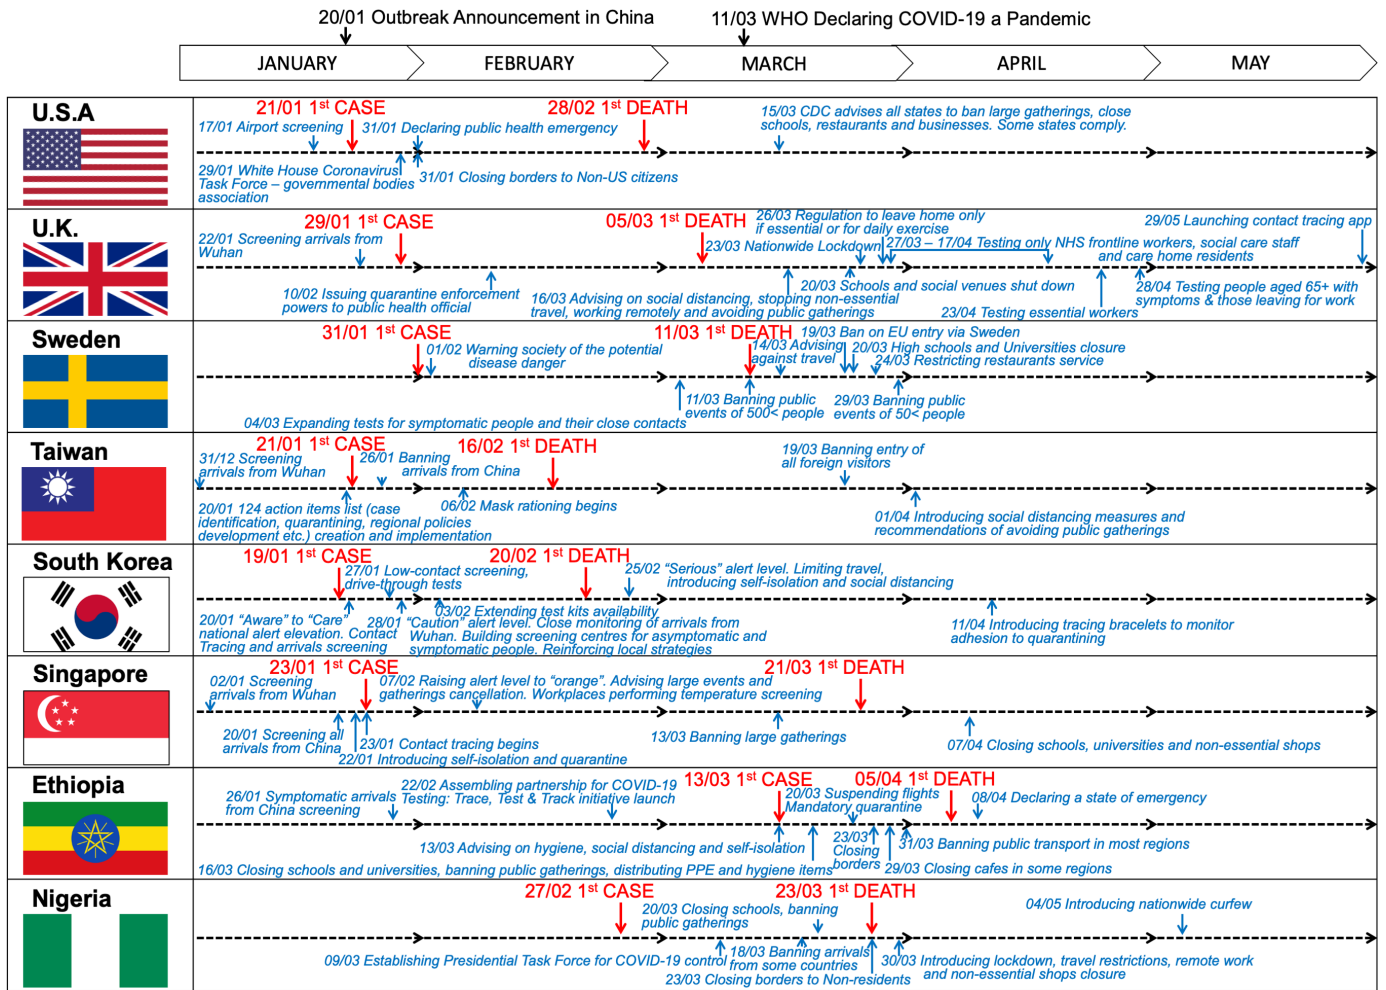 20/01 Outbreak Announcement in China
11/03 WHO Declaring COVID-19 a Pandemic
JANUARY
FEBRUARY
MARCH
APRIL
MAY
U.S.A
21/01 1st CASE
28/02 1st DEATH
17/01 Airport screening
31/01 Declaring public health emergency
15/03 CDC advises all states to ban large gatherings, close
schools, restaurants and businesses. Some states comply.
29/01 White House Coronavirus
Task Force – governmental bodies
association
31/01 Closing borders to Non-US citizens
U.K.
29/01 1st CASE
05/03 1st DEATH
22/01 Screening arrivals from
Wuhan
26/03 Regulation to leave home only
if essential or for daily exercise
23/03 Nationwide Lockdown
27/03 – 17/04 Testing only NHS frontline workers, social care staff
and care home residents
29/05 Launching contact tracing app
10/02 Issuing quarantine enforcement
powers to public health official
16/03 Advising on social distancing, stopping non-essential
travel, working remotely and avoiding public gatherings
20/03 Schools and social venues shut down
23/04 Testing essential workers
28/04 Testing people aged 65+ with
symptoms & those leaving for work
Sweden
31/01 1st CASE
11/03 1st DEATH
01/02 Warning society of the potential
disease danger
14/03 Advising
against travel
19/03 Ban on EU entry via Sweden
20/03 High schools and Universities closure
24/03 Restricting restaurants service
04/03 Expanding tests for symptomatic people and their close contacts
11/03 Banning public
events of 500< people
29/03 Banning public
events of 50< people
Taiwan
21/01 1st CASE
16/02 1st DEATH
31/12 Screening
arrivals from Wuhan
26/01 Banning
arrivals from China
19/03 Banning entry of
all foreign visitors
20/01 124 action items list (case
identification, quarantining, regional policies
development etc.) creation and implementation
06/02 Mask rationing begins
01/04 Introducing social distancing measures and
recommendations of avoiding public gatherings
South Korea
19/01 1st CASE
20/02 1st DEATH
27/01 Low-contact screening,
drive-through tests
25/02 “Serious” alert level. Limiting travel,
introducing self-isolation and social distancing
20/01 “Aware” to “Care”
national alert elevation. Contact
Tracing and arrivals screening
03/02 Extending test kits availability
28/01 “Caution” alert level. Close monitoring of arrivals from
Wuhan. Building screening centres for asymptomatic and
symptomatic people. Reinforcing local strategies
11/04 Introducing tracing bracelets to monitor
adhesion to quarantining
Singapore
23/01 1st CASE
21/03 1st DEATH
02/01 Screening
arrivals from Wuhan
07/02 Raising alert level to “orange”. Advising large events and
gatherings cancellation. Workplaces performing temperature screening
20/01 Screening all
arrivals from China
23/01 Contact tracing begins
22/01 Introducing self-isolation and quarantine
13/03 Banning large gatherings
07/04 Closing schools, universities and non-essential shops
Ethiopia
13/03 1st CASE
05/04 1st DEATH
26/01 Symptomatic arrivals
from China screening
22/02 Assembling partnership for COVID-19
Testing: Trace, Test & Track initiative launch
20/03 Suspending flights
Mandatory quarantine
08/04 Declaring a state of emergency
13/03 Advising on hygiene, social distancing and self-isolation
16/03 Closing schools and universities, banning public gatherings, distributing PPE and hygiene items
23/03
Closing
borders
31/03 Banning public transport in most regions
29/03 Closing cafes in some regions
Nigeria
27/02 1st CASE
23/03 1st DEATH
20/03 Closing schools, banning
public gatherings
04/05 Introducing nationwide curfew
09/03 Establishing Presidential Task Force for COVID-19 control
18/03 Banning arrivals
from some countries
23/03 Closing borders to Non-residents
30/03 Introducing lockdown, travel restrictions, remote work
and non-essential shops closure